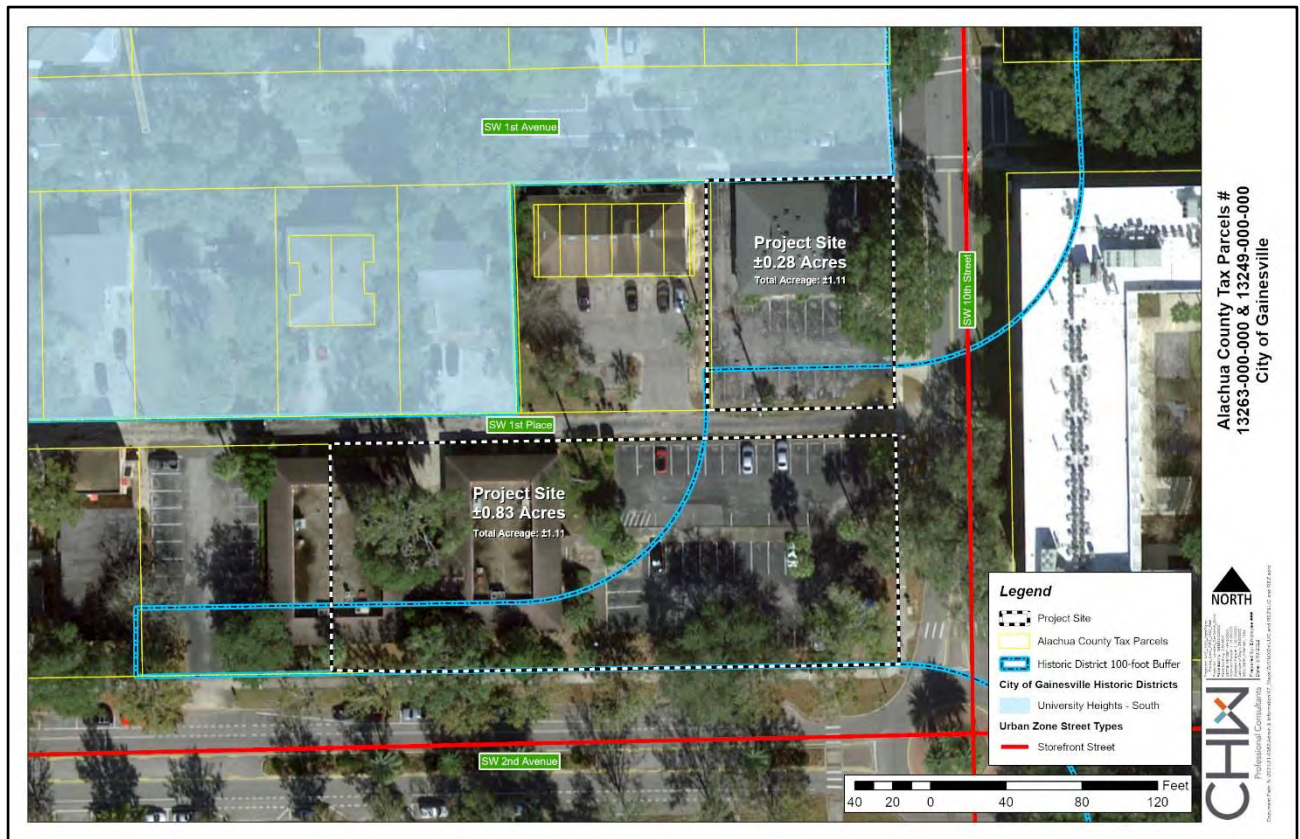 SW 1st Avenue
Project Site
±0.28 Acres
Total Acreage: ±1.11
SW 10th Street
SW 1st Place
Project Site
±0.83 Acres
Total Acreage: ±1.11
SW 2nd Avenue
Legend
Project Site
Alachua County Tax Parcels
Historic District 100-foot Buffer
City of Gainesville Historic Districts
University Heights - South
Urban Zone Street Types
Storefront Street
Feet
40 20 0 40 80 120
Alachua County Tax Parcels #
13263-000-000 & 13249-000-000
City of Gainesville
NORTH
CHW
Professional Consultants